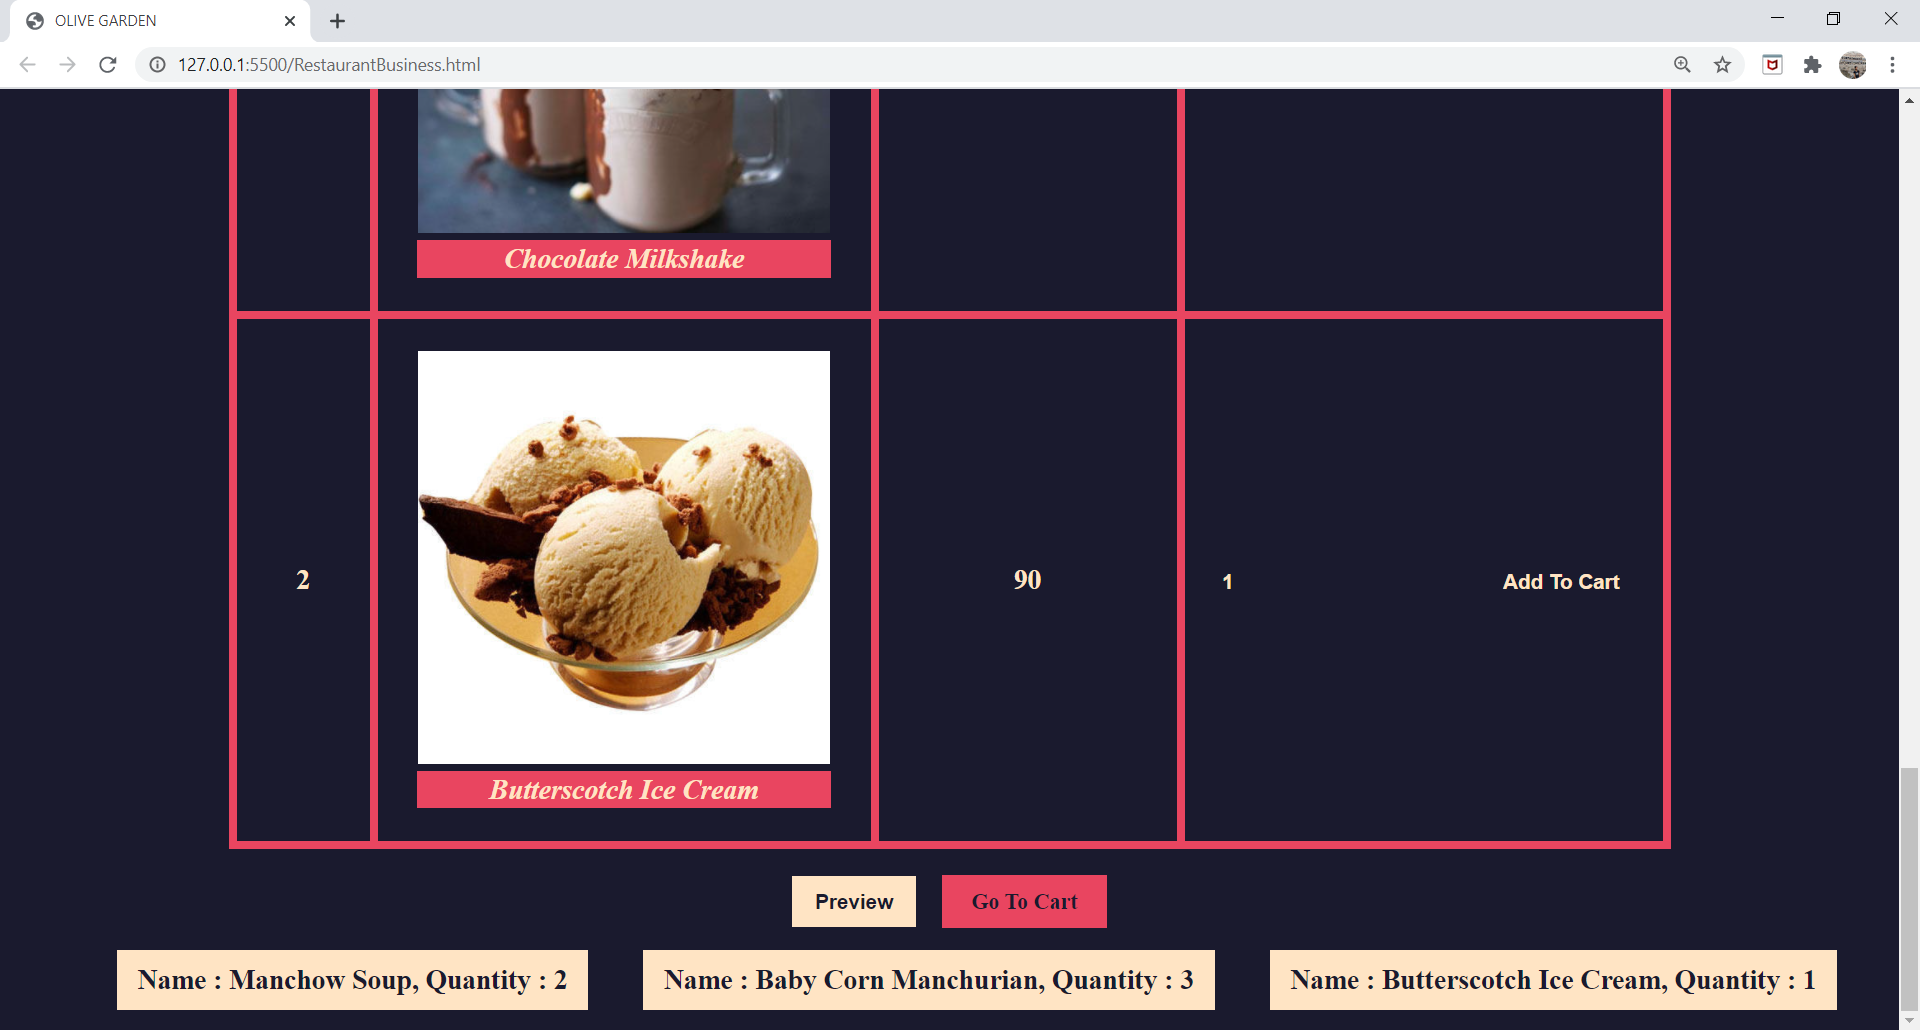 OLIVE GARDEN
127.0.0.1:5500/RestaurantBusiness.html
Chocolate Milkshake
2
90
1
Add To Cart
Butterscotch Ice Cream
Preview
Go To Cart
Name : Manchow Soup, Quantity : 2
Name : Baby Corn Manchurian, Quantity : 3
Name : Butterscotch Ice Cream, Quantity : 1